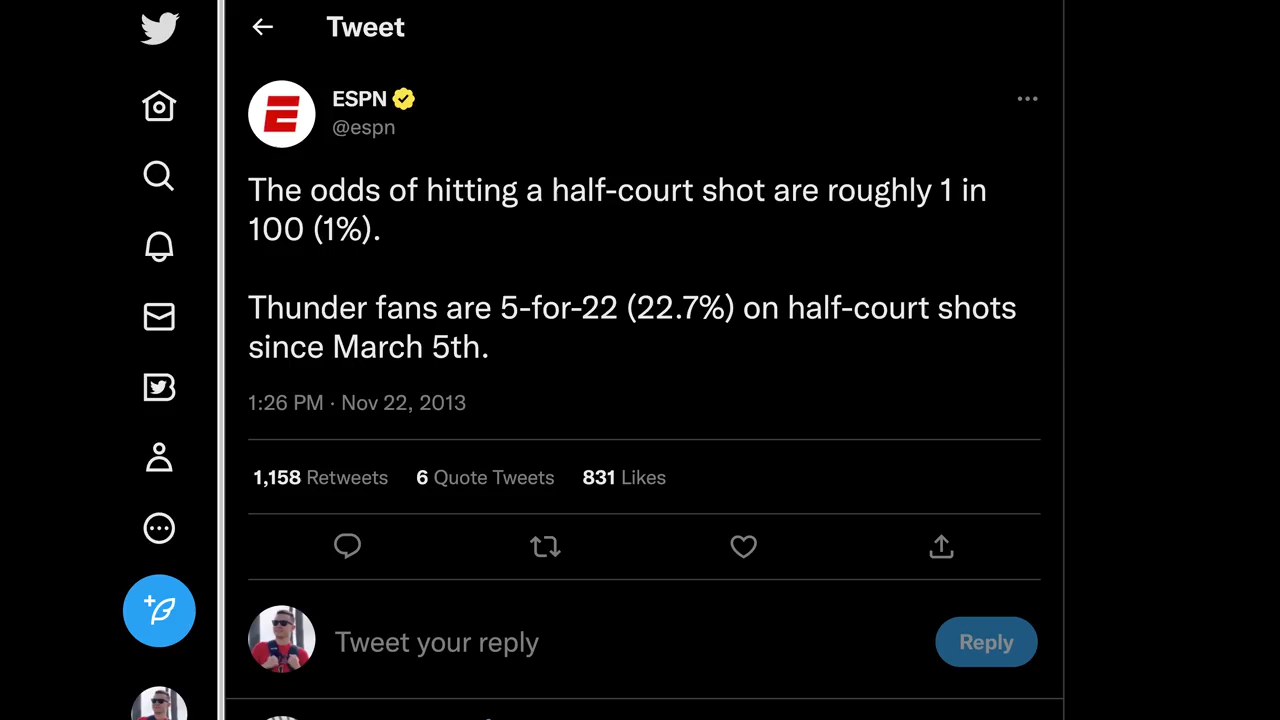 Tweet
ESPN
@espn
The odds of hitting a half-court shot are roughly 1 in
100 (1%).
Thunder fans are 5-for-22 (22.7%) on half-court shots
since March 5th.
1:26 PM · Nov 22, 2013
1,158 Retweets 6 Quote Tweets 831 Likes
Tweet your reply
Reply